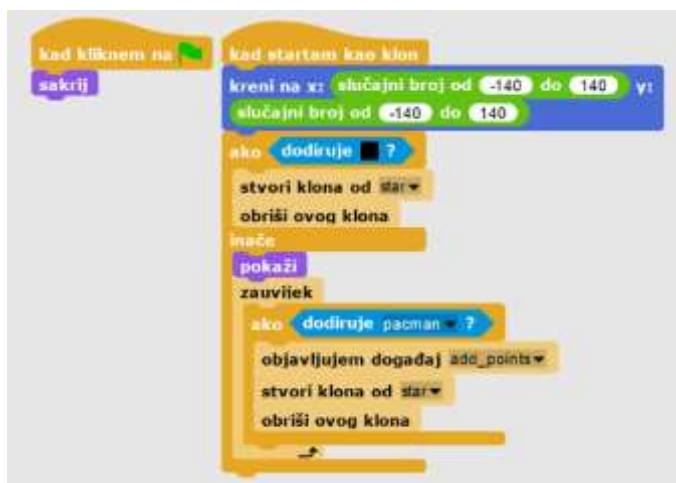 kad kliknem na
sakrij
kad startam kao klon
kreni na x: slučajni broj od -140 do 140 y:
slučajni broj od -140 do 140
ako dodiruje ?
stvori klona od star
obriši ovog klona
inače
pokaži
zauvijek
ako dodiruje pacman ?
objavljujem događaj add_points
stvori klona od star
obriši ovog klona